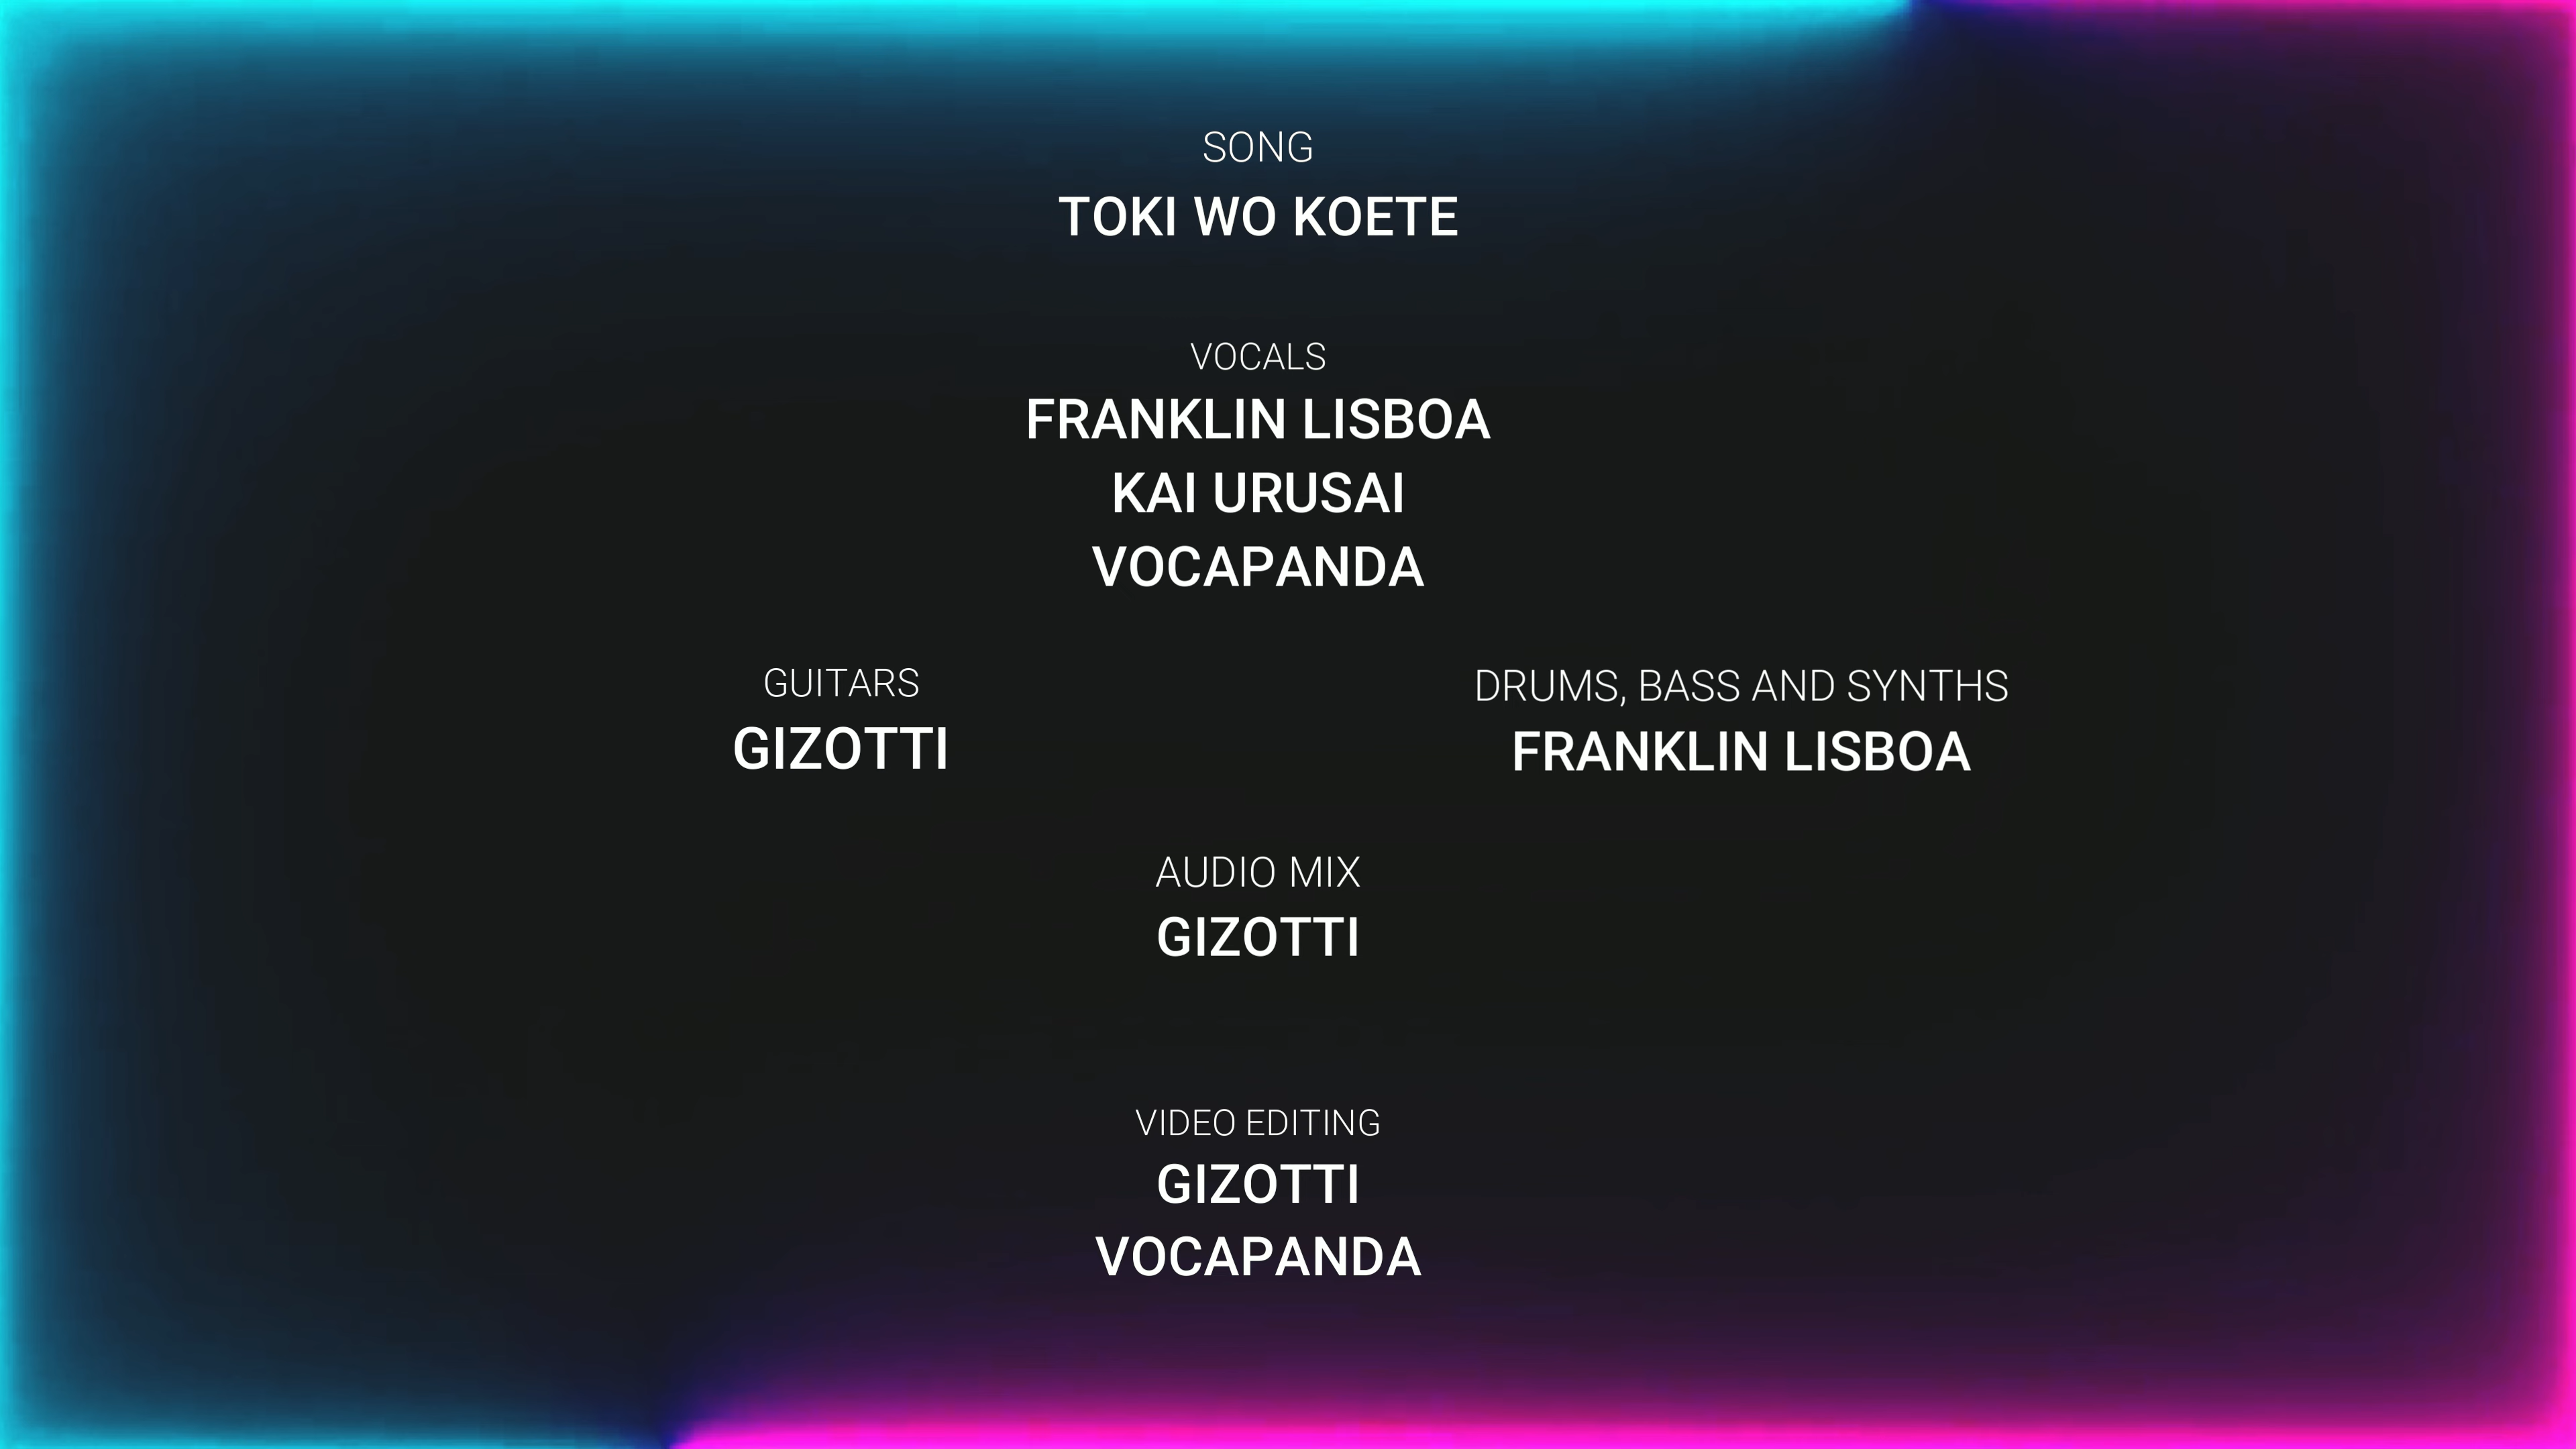 SONG
TOKI WO KOETE
VOCALS
FRANKLIN LISBOA
KAI URUSAI
VOCAPANDA
GUITARS
GIZOTTI
DRUMS, BASS AND SYNTHS
FRANKLIN LISBOA
AUDIO MIX
GIZOTTI
VIDEO EDITING
GIZOTTI
VOCAPANDA